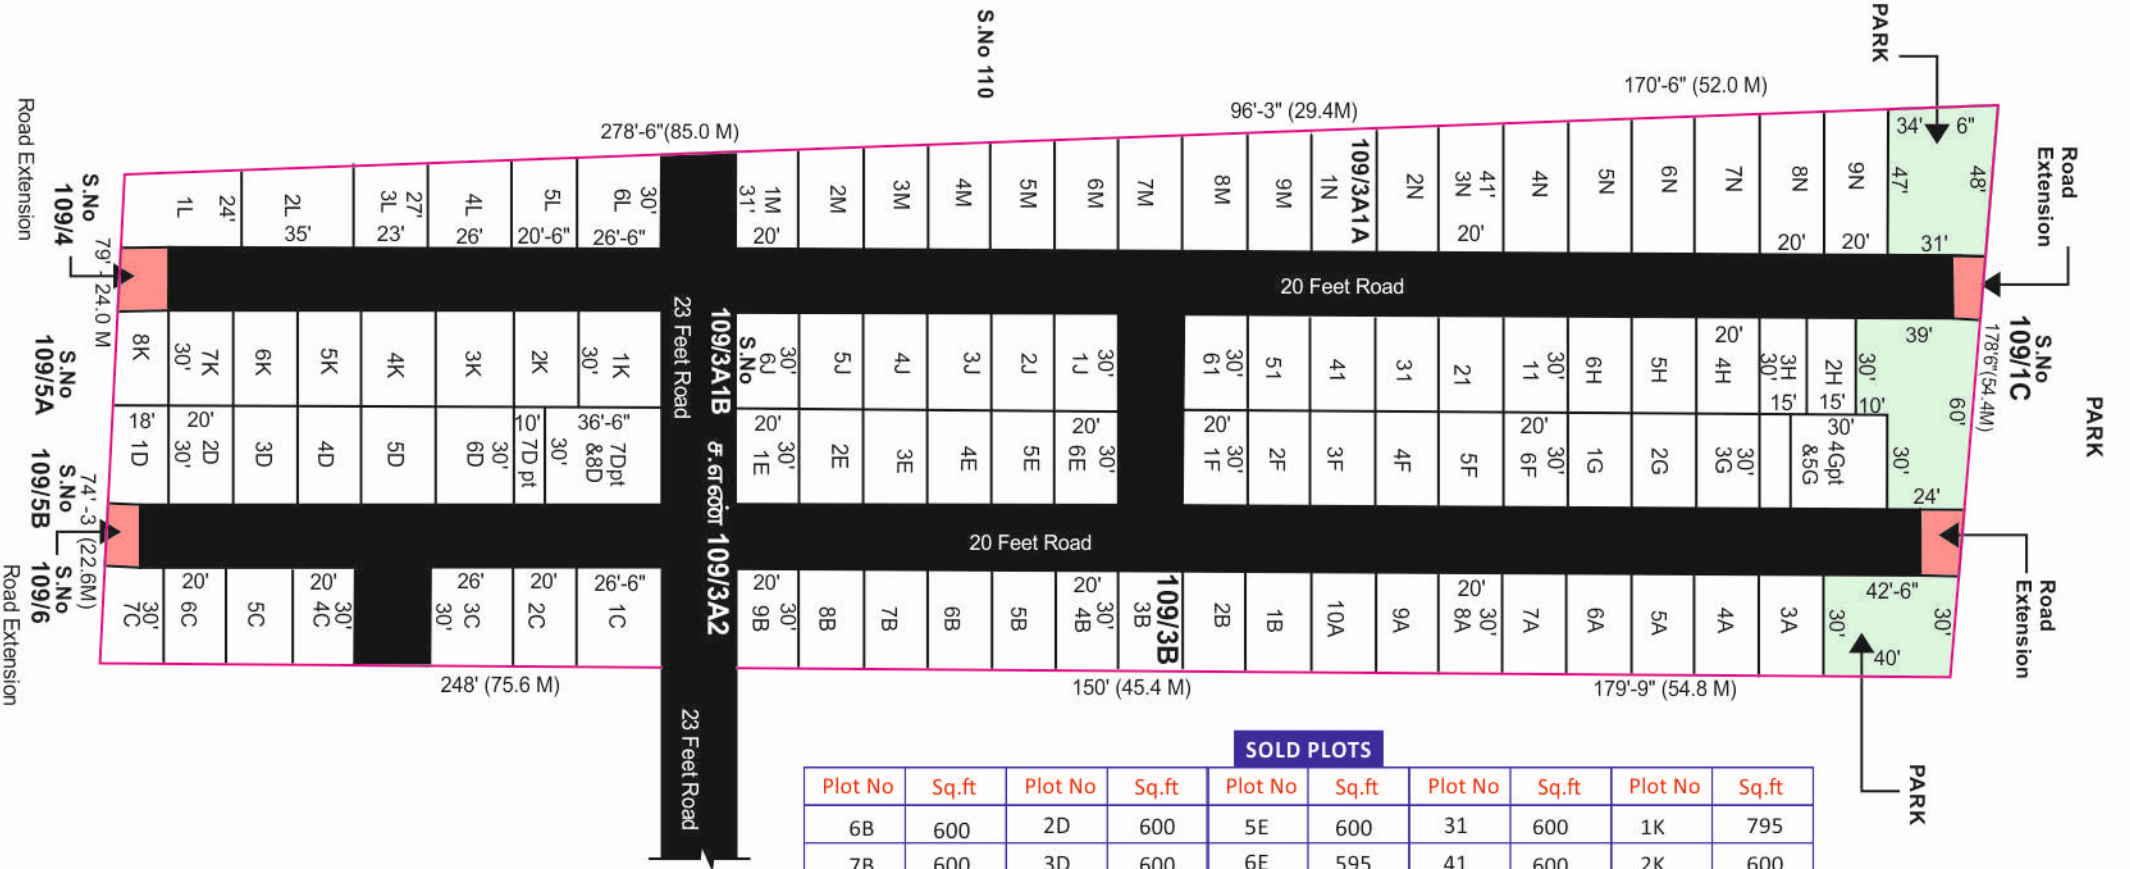 S.No 110
PARK
170'-6" (52.0 M)
96'-3" (29.4M)
278'-6"(85.0 M)
Road Extension
S.No
109/4
79' - 24.0 M
1L 24'
2L 35'
3L 27' 23'
4L 26'
5L 20'-6"
6L 30' 26'-6"
1M 31' 20'
2M
3M
4M
5M
6M
7M
8M
9M
1N
109/3A1A
2N
3N 41' 20'
4N
5N
6N
7N
8N 20'
9N 20'
34' 6"
47' 48'
31'
Road
Extension
20 Feet Road
23 Feet Road
109/3A1B
S.No
109/5A
8K
7K 30'
6K
5K
4K
3K
2K
1K 30'
S.No
6J 30'
5J
4J
3J
2J
1J 30'
61 30'
51
41
31
21
11 30'
6H
5H
20' 4H
3H 30' 15'
2H 15'
30' 10'
39'
60'
178'6"(54.4M)
S.No
109/1C
PARK
18' 1D
20' 2D 30'
3D
4D
5D
6D 30'
10' 7D pt
30'
36'-6"
7Dpt
&8D
ச.எண். 109/3A2
20' 1E 30'
2E
3E
4E
5E
20' 6E 30'
20' 1F 30'
2F
3F
4F
5F
20' 6F 30'
1G
2G
3G 30'
30'
4Gpt
&5G
30'
24'
S.No
109/5B
74' -3 (22.6M)
20 Feet Road
S.No
109/6
Road Extension
7C 30'
20' 6C
5C
20' 4C 30'
26' 3C 30'
20' 2C
26'-6" 1C
20' 9B 30'
8B
7B
6B
5B
20' 4B 30'
3B
109/3B
2B
1B
10A
9A
20' 8A 30'
7A
6A
5A
4A
3A
42'-6"
30' 30'
40'
Road
Extension
248' (75.6 M)
150' (45.4 M)
179'-9" (54.8 M)
23 Feet Road
PARK
SOLD PLOTS
Plot No Sq.ft Plot No Sq.ft Plot No Sq.ft Plot No Sq.ft Plot No Sq.ft
6B 600 2D 600 5E 600 31 600 1K 795
7B 600 3D 600 6E 595 41 600 2K 600